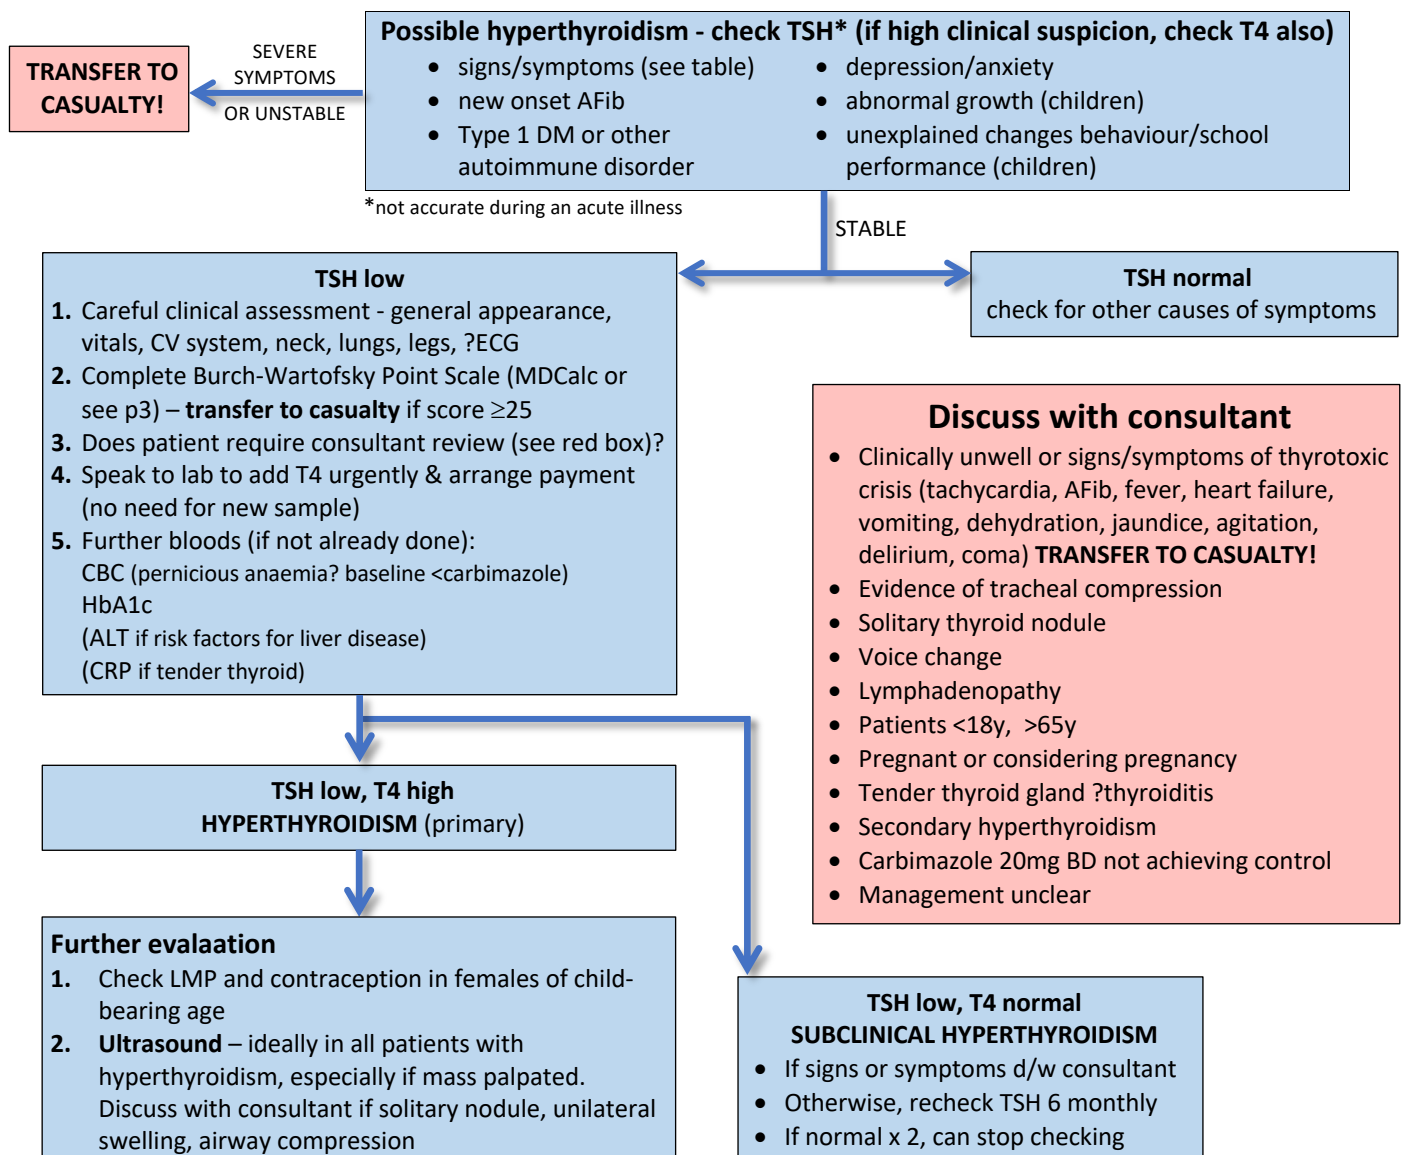 Possible hyperthyroidism - check TSH* (if high clinical suspicion, check T4 also)
• signs/symptoms (see table)
• new onset AFib
• Type 1 DM or other
autoimmune disorder
• depression/anxiety
• abnormal growth (children)
• unexplained changes behaviour/school
performance (children)
SEVERE
SYMPTOMS
OR UNSTABLE
TRANSFER TO
CASUALTY!
*not accurate during an acute illness
STABLE
TSH low
1. Careful clinical assessment - general appearance,
vitals, CV system, neck, lungs, legs, ?ECG
2. Complete Burch-Wartofsky Point Scale (MDCalc or
see p3) – transfer to casualty if score ≥25
3. Does patient require consultant review (see red box)?
4. Speak to lab to add T4 urgently & arrange payment
(no need for new sample)
5. Further bloods (if not already done):
CBC (pernicious anaemia? baseline <carbimazole)
HbA1c
(ALT if risk factors for liver disease)
(CRP if tender thyroid)
TSH normal
check for other causes of symptoms
Discuss with consultant
• Clinically unwell or signs/symptoms of thyrotoxic
crisis (tachycardia, AFib, fever, heart failure,
vomiting, dehydration, jaundice, agitation,
delirium, coma) TRANSFER TO CASUALTY!
• Evidence of tracheal compression
• Solitary thyroid nodule
• Voice change
• Lymphadenopathy
• Patients <18y, >65y
• Pregnant or considering pregnancy
• Tender thyroid gland ?thyroiditis
• Secondary hyperthyroidism
• Carbimazole 20mg BD not achieving control
• Management unclear
TSH low, T4 high
HYPERTHYROIDISM (primary)
Further evalaation
1. Check LMP and contraception in females of child-
bearing age
2. Ultrasound – ideally in all patients with
hyperthyroidism, especially if mass palpated.
Discuss with consultant if solitary nodule, unilateral
swelling, airway compression
TSH low, T4 normal
SUBCLINICAL HYPERTHYROIDISM
• If signs or symptoms d/w consultant
• Otherwise, recheck TSH 6 monthly
• If normal x 2, can stop checking